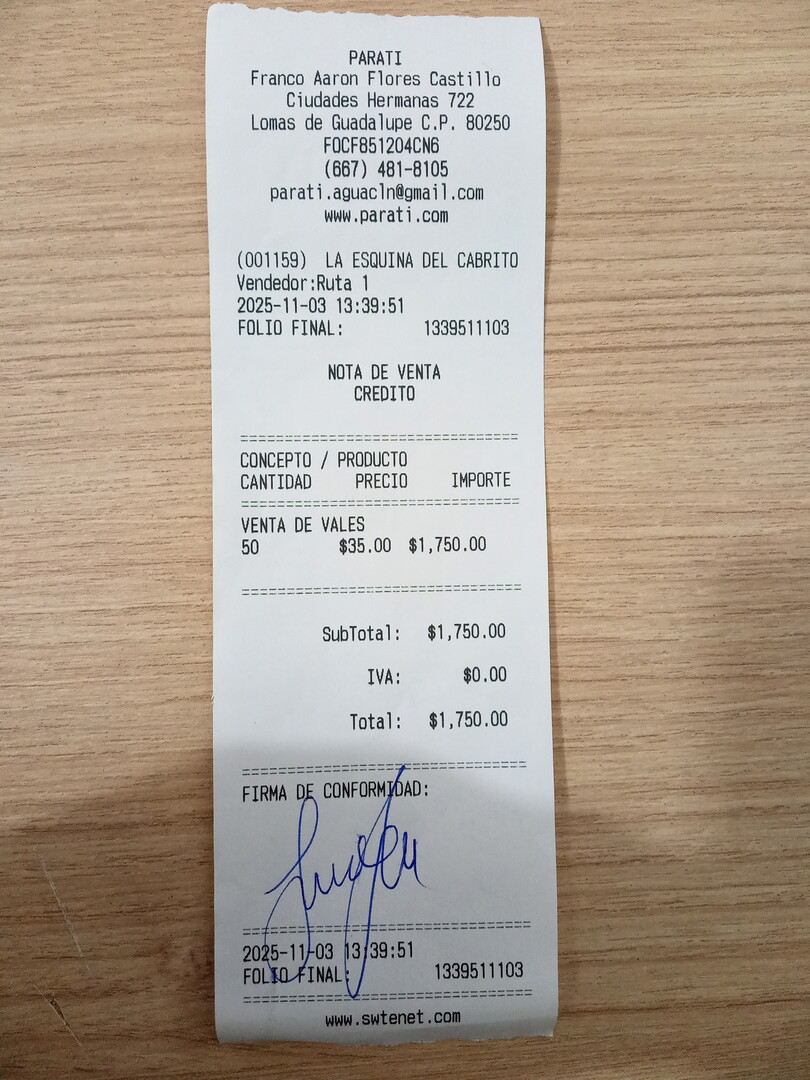 PARATI
Franco Aaron Flores Castillo
Ciudades Hermanas 722
Lomas de Guadalupe C.P. 80250
FOCF851204CN6
(667) 481-8105
parati.aguacln@gmail.com
www.parati.com
(001159) LA ESQUINA DEL CABRITO
Vendedor:Ruta 1
2025-11-03 13:39:51
FOLIO FINAL: 1339511103
NOTA DE VENTA
CREDITO
CONCEPTO / PRODUCTO
CANTIDAD PRECIO IMPORTE
VENTA DE VALES
50 $35.00 $1,750.00
SubTotal: $1,750.00
IVA: $0.00
Total: $1,750.00
FIRMA DE CONFORMIDAD:
2025-11-03 13:39:51
FOLIO FINAL: 1339511103
www.swtenet.com